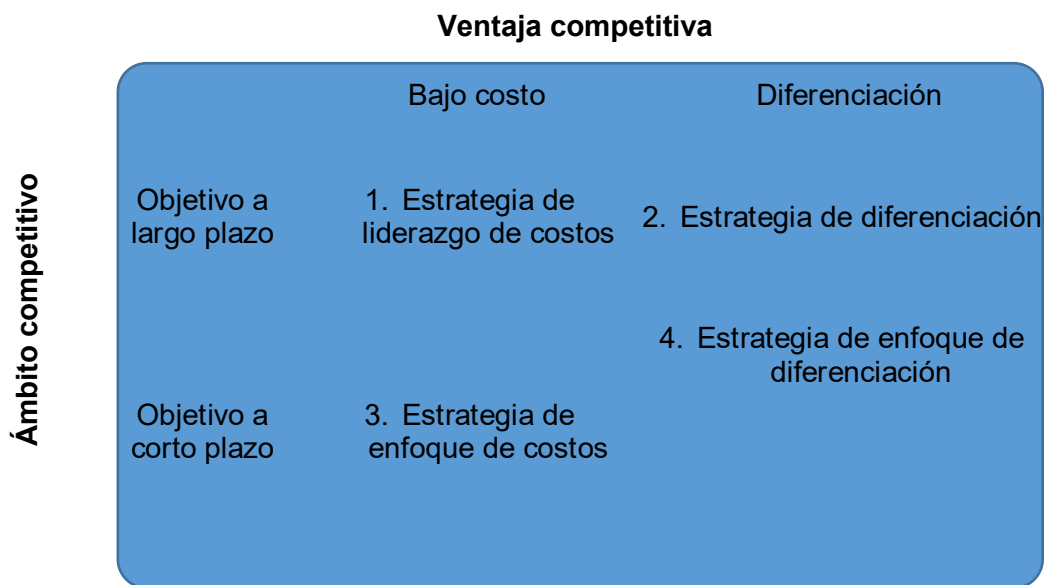 Ventaja competitiva
Ámbito competitivo
Bajo costo
Diferenciación
Objetivo a
largo plazo
1. Estrategia de
liderazgo de costos
2. Estrategia de diferenciación
Objetivo a
corto plazo
3. Estrategia de
enfoque de costos
4. Estrategia de enfoque de
diferenciación